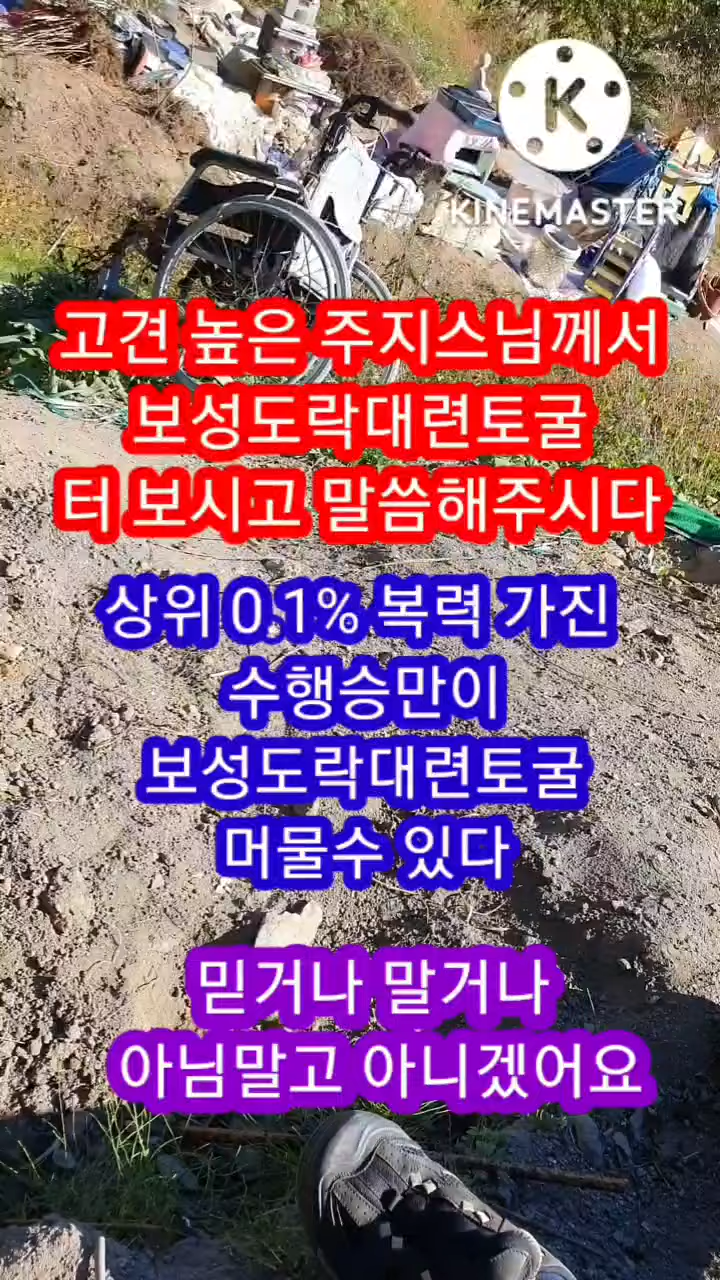 K
KINEMASTER
고견 높은 주지스님께서
보성도락대련토굴
터 보시고 말씀해주시다
상위 0.1% 복력 가진
수행승만이
보성도락대련토굴
머물수 있다
믿거나 말거나
아님말고 아니겠어요